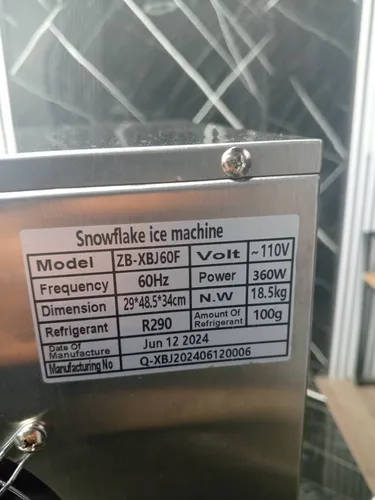 Snowflake ice machine
Model ZB-XBJ60F Volt ~110V
Frequency 60Hz Power 360W
Dimension 29*48.5*34cm N.W 18.5kg
Refrigerant R290 Amount Of Refrigerant 100g
Date Of Manufacture Jun 12 2024
Manufacturing No Q-XBJ202406120006